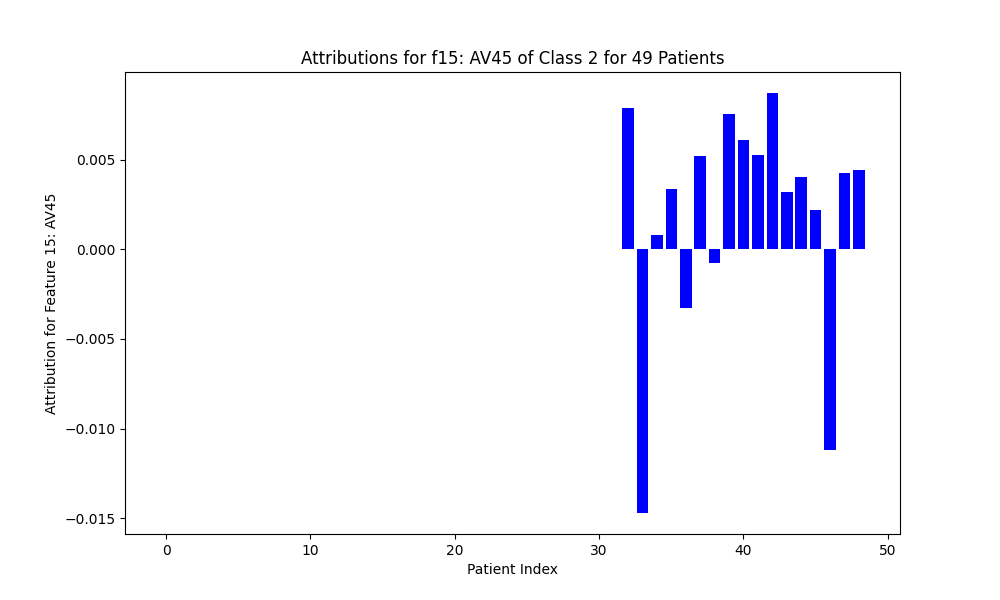 Attributions for f15: AV45 of Class 2 for 49 Patients
Attribution for Feature 15: AV45
0.005
0.000
−0.005
−0.010
−0.015
0 10 20 30 40 50
Patient Index